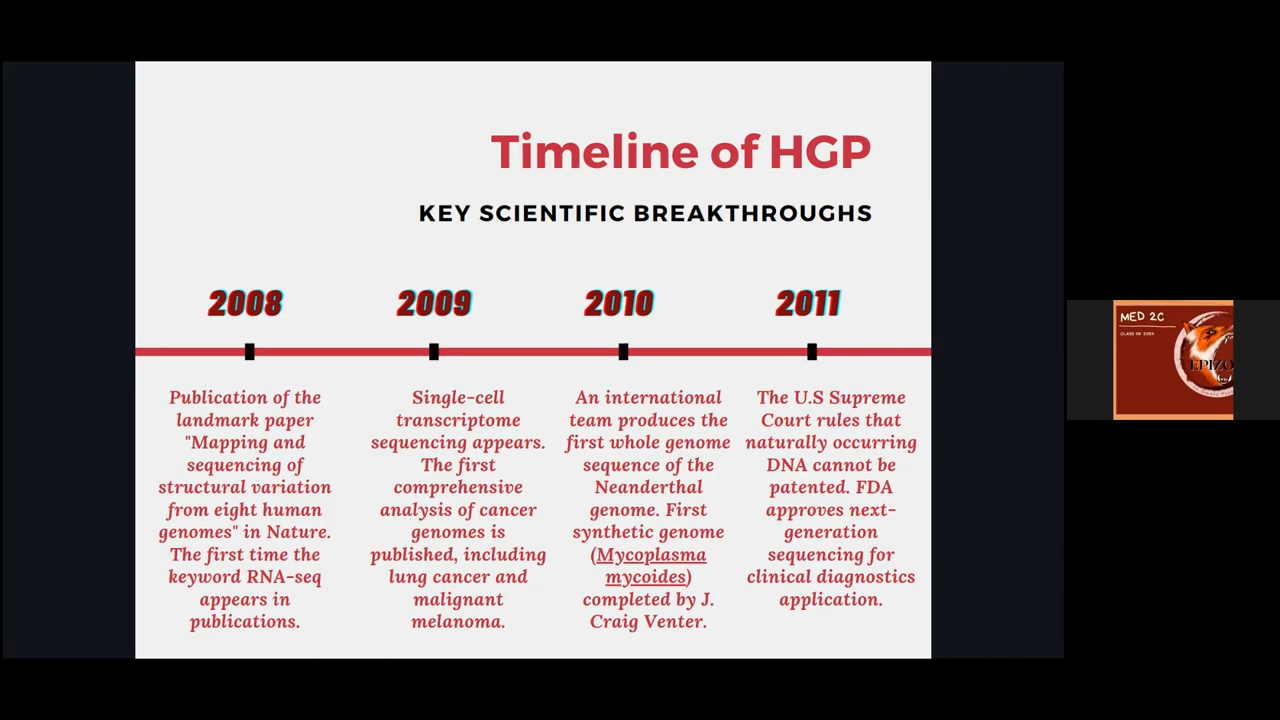 Timeline of HGP
KEY SCIENTIFIC BREAKTHROUGHS
2008
2009
2010
2011
Publication of the
landmark paper
"Mapping and
sequencing of
structural variation
from eight human
genomes" in Nature.
The first time the
keyword RNA-seq
appears in
publications.
Single-cell
transcriptome
sequencing appears.
The first
comprehensive
analysis of cancer
genomes is
published, including
lung cancer and
malignant
melanoma.
An international
team produces the
first whole genome
sequence of the
Neanderthal
genome. First
synthetic genome
(Mycoplasma
mycoides)
completed by J.
Craig Venter.
The U.S Supreme
Court rules that
naturally occurring
DNA cannot be
patented. FDA
approves next-
generation
sequencing for
clinical diagnostics
application.
MED 2C
CLASS OF 2024
EPIZO